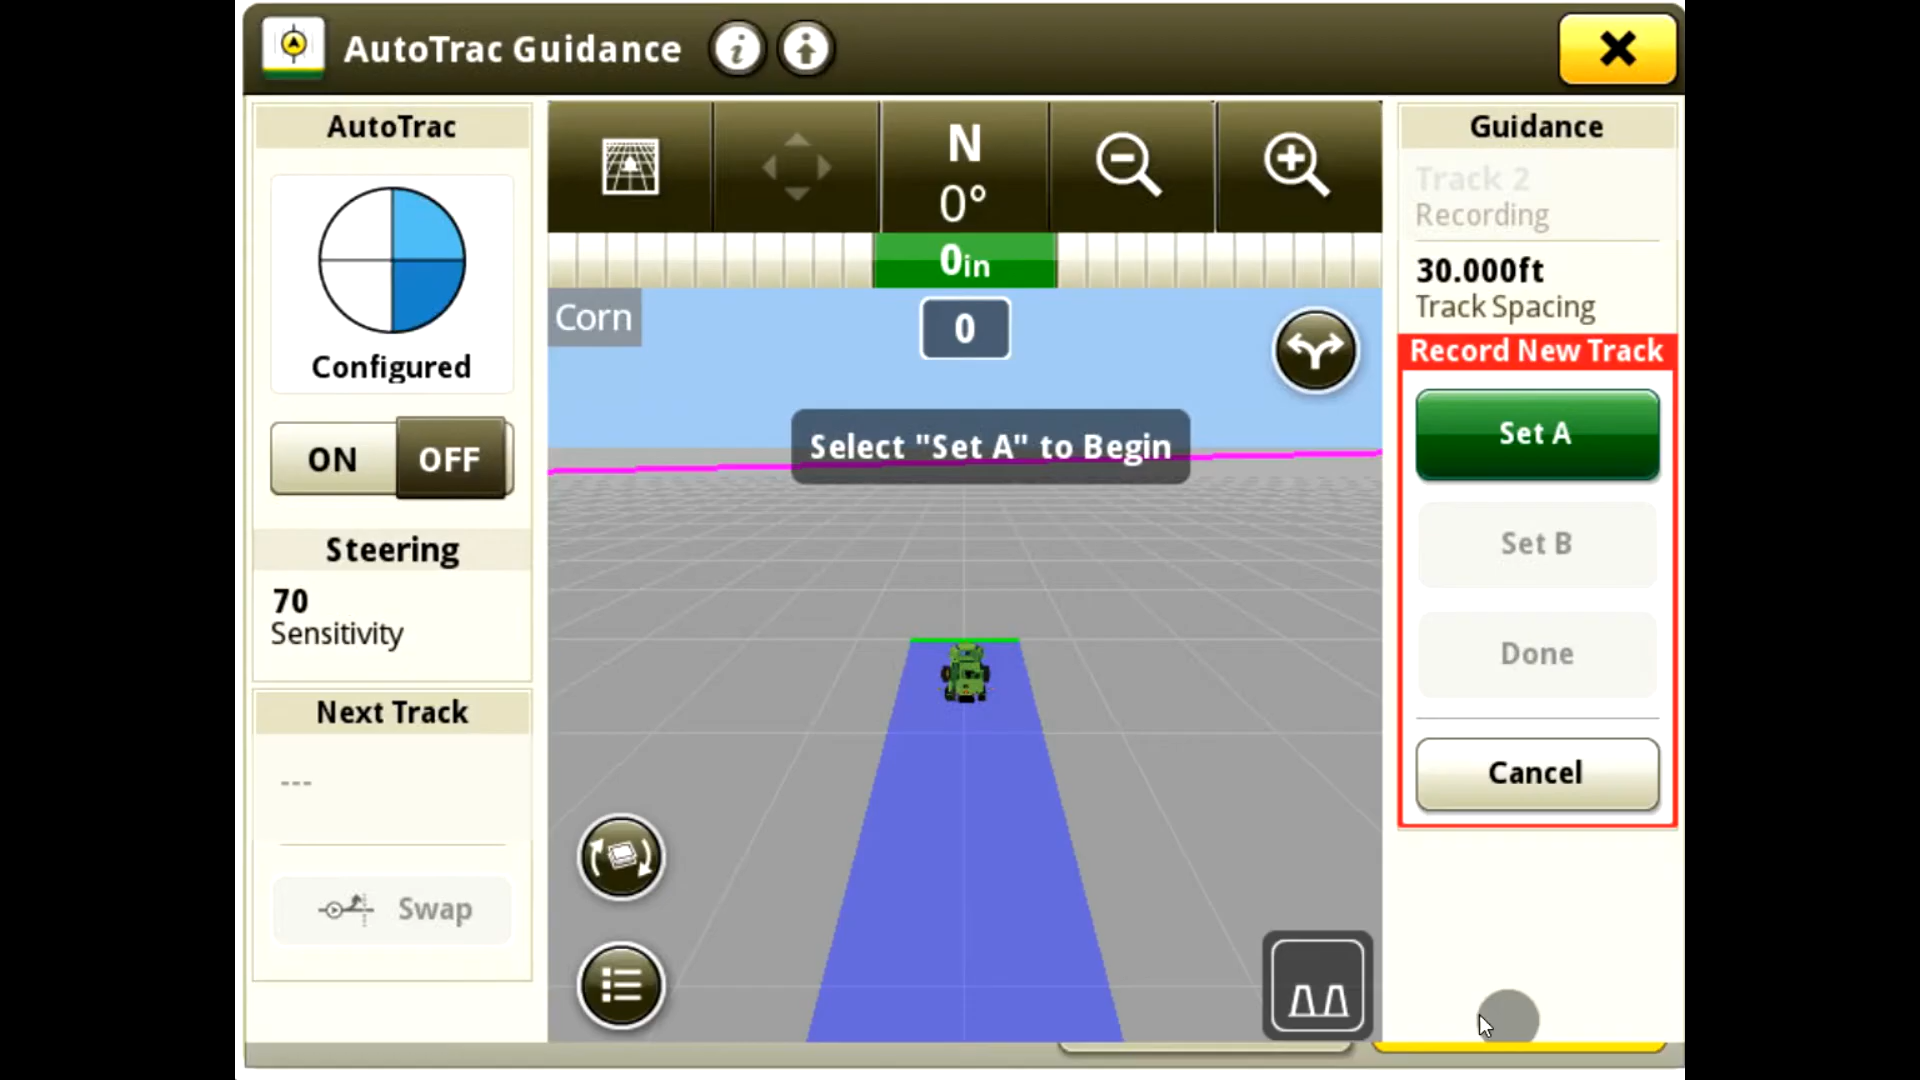 AutoTrac Guidance
AutoTrac
Configured
ON
OFF
Steering
70
Sensitivity
Next Track
---
Swap
N
0°
0in
Corn
0
Select "Set A" to Begin
Guidance
Track 2
Recording
30.000ft
Track Spacing
Record New Track
Set A
Set B
Done
Cancel